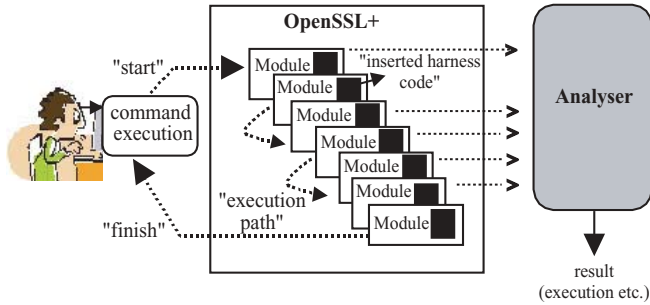 OpenSSL+
"start"
Module
"inserted harness
code"
Module
command
execution
Module
Analyser
Module
Module
Module
"execution
path"
Module
"finish"
result
(execution etc.)